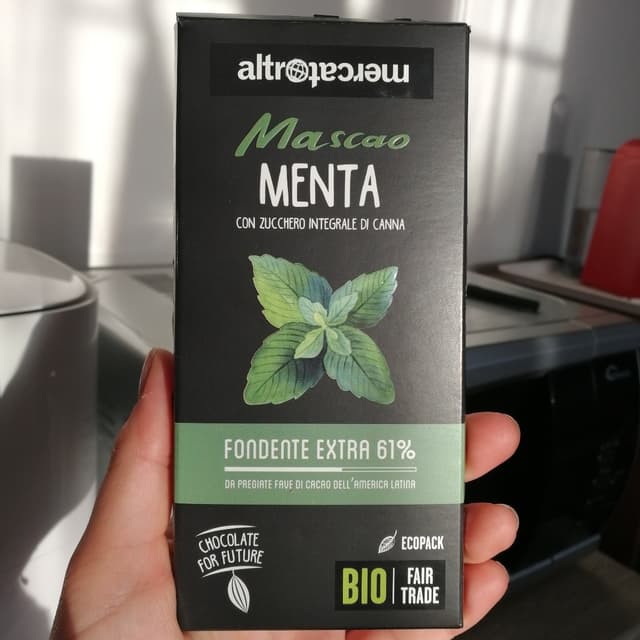 altromercato
Mascao
MENTA
CON ZUCCHERO INTEGRALE DI CANNA
FONDENTE EXTRA 61%
DA PREGIATE FAVE DI CACAO DELL'AMERICA LATINA
CHOCOLATE
FOR FUTURE
ECOPACK
BIO
FAIR
TRADE